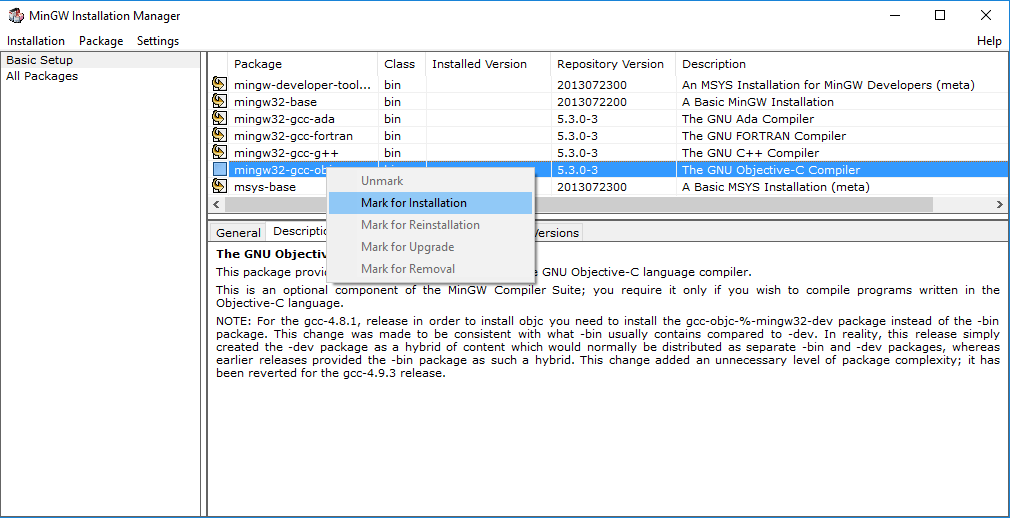 MinGW Installation Manager
Installation Package Settings Help
Basic Setup
All Packages
Package Class Installed Version Repository Version Description
mingw-developer-tool... bin 2013072300 An MSYS Installation for MinGW Developers (meta)
mingw32-base bin 2013072200 A Basic MinGW Installation
mingw32-gcc-ada bin 5.3.0-3 The GNU Ada Compiler
mingw32-gcc-fortran bin 5.3.0-3 The GNU FORTRAN Compiler
mingw32-gcc-g++ bin 5.3.0-3 The GNU C++ Compiler
mingw32-gcc-ob 5.3.0-3 The GNU Objective-C Compiler
msys-base 2013072300 A Basic MSYS Installation (meta)
Unmark
Mark for Installation
Mark for Reinstallation
Mark for Upgrade
Mark for Removal
General Descriptio Versions
The GNU Objectiv
This package provi GNU Objective-C language compiler.
This is an optional component of the MinGW Compiler Suite; you require it only if you wish to compile programs written in the
Objective-C language.
NOTE: For the gcc-4.8.1, release in order to install objc you need to install the gcc-objc-%-mingw32-dev package instead of the -bin
package. This change was made to be consistent with what -bin usually contains compared to -dev. In reality, this release simply
created the -dev package as a hybrid of content which would normally be distributed as separate -bin and -dev packages, whereas
earlier releases provided the -bin package as such a hybrid. This change added an unnecessary level of package complexity; it has
been reverted for the gcc-4.9.3 release.